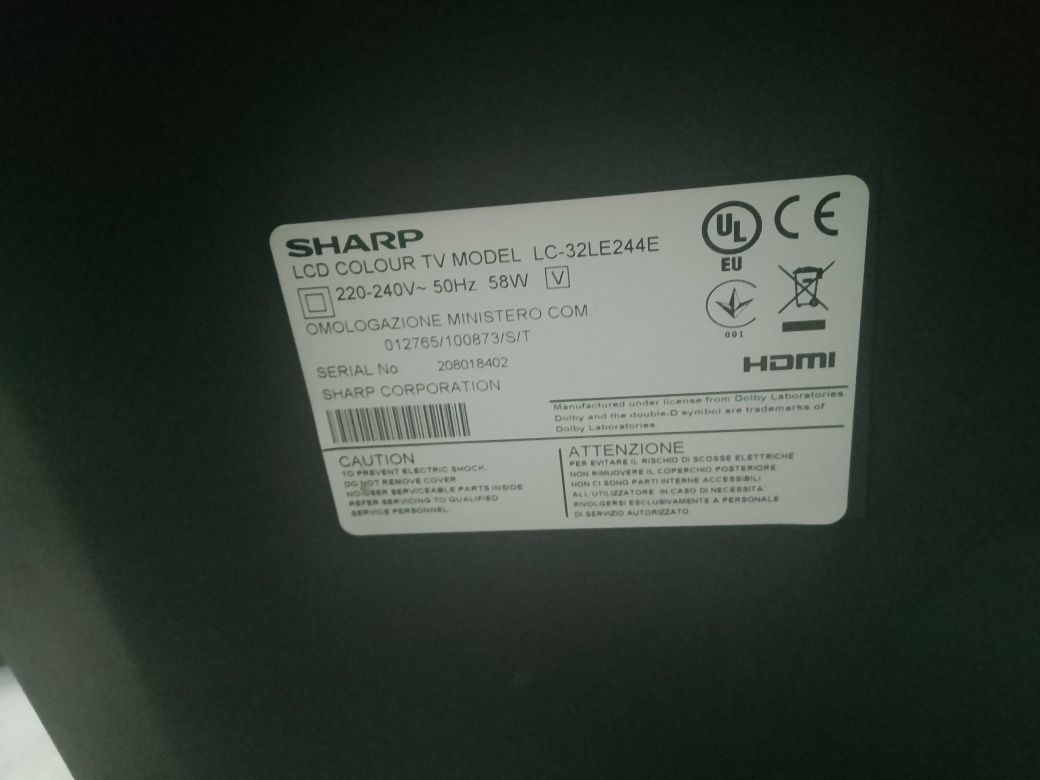 SHARP
LCD COLOUR TV MODEL LC-32LE244E
220-240V~ 50Hz 58W V
OMOLOGAZIONE MINISTERO COM
012765/100873/S/T
SERIAL No. 208018402
SHARP CORPORATION
UL
EU
CE
001
HDMI
Manufactured under license from Dolby Laboratories.
Dolby and the double-D symbol are trademarks of
Dolby Laboratories.
CAUTION
TO PREVENT ELECTRIC SHOCK,
DO NOT REMOVE COVER.
NO USER SERVICEABLE PARTS INSIDE.
REFER SERVICING TO QUALIFIED
SERVICE PERSONNEL.
ATTENZIONE
PER EVITARE IL RISCHIO DI SCOSSE ELETTRICHE
NON RIMUOVERE IL COPERCHIO POSTERIORE.
NON CI SONO PARTI INTERNE ACCESSIBILI
ALL UTILIZZATORE. IN CASO DI NECESSITA'
RIVOLGERSI ESCLUSIVAMENTE A PERSONALE
DI SERVIZIO AUTORIZZATO.